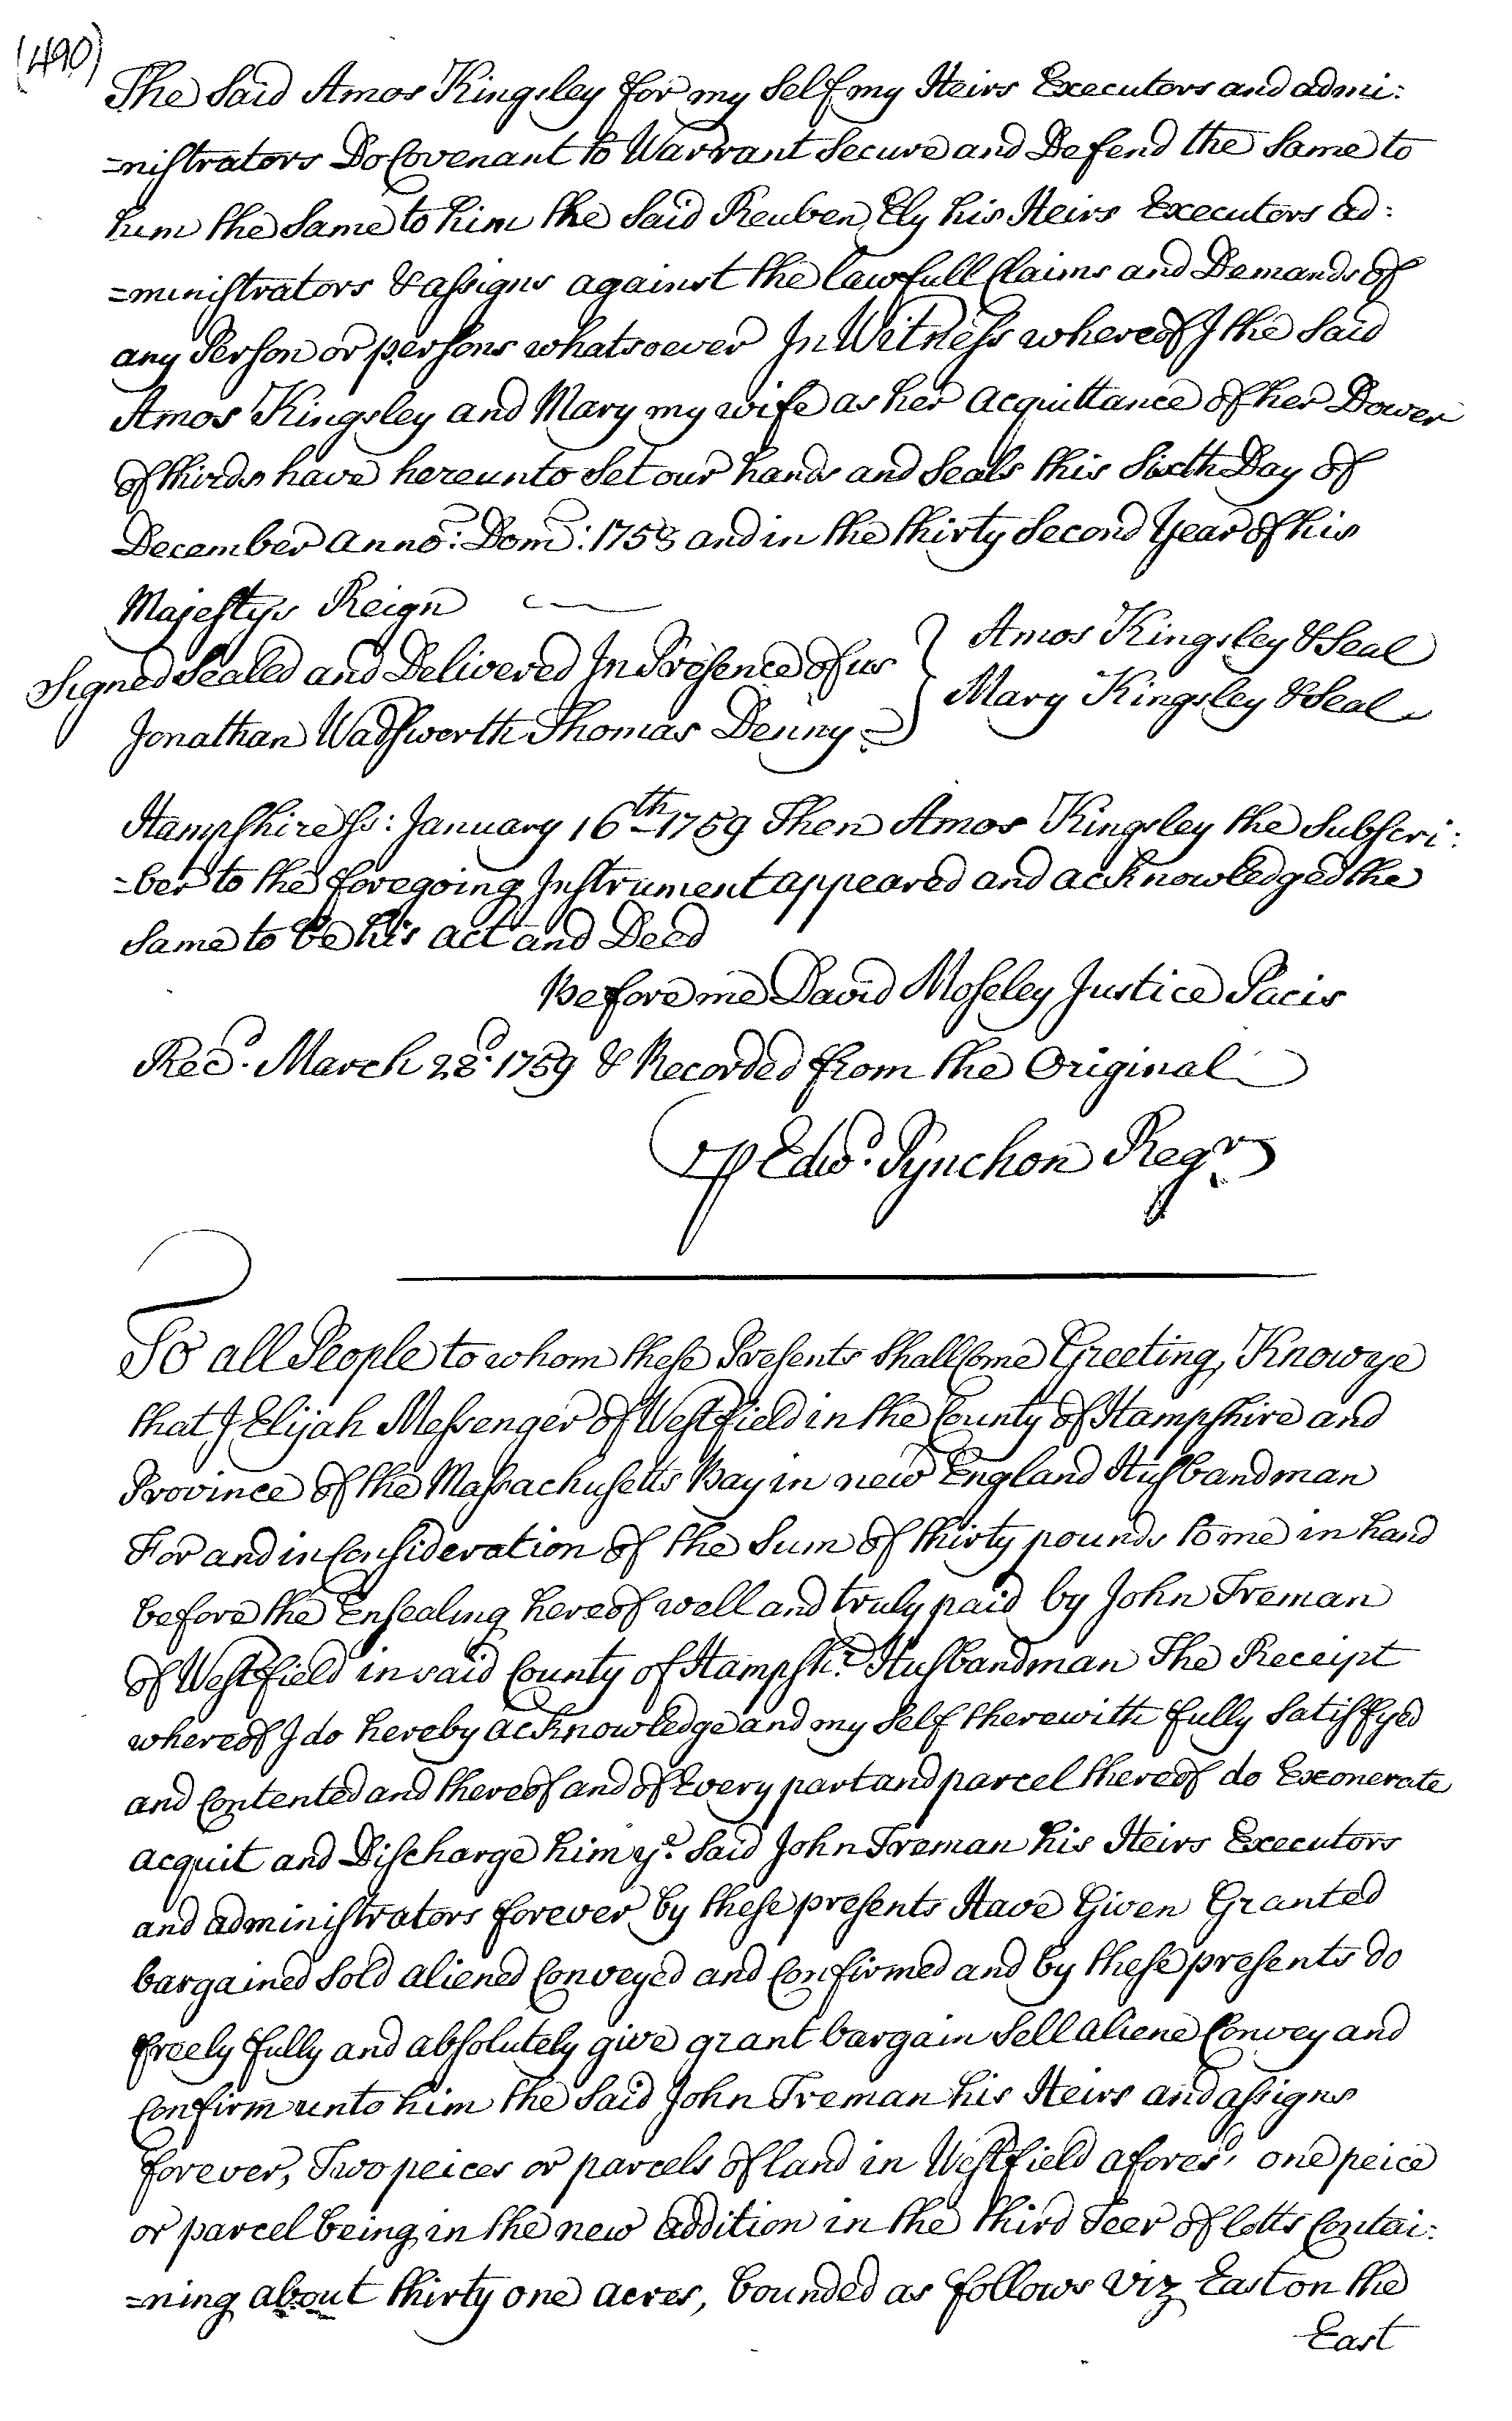 (490)
The Said Amos Kingsley for my Self my Heirs Executors and admi:
=nistrators Do Covenant to Warrant Secure and Defend the Same to
him the Same to him the Said Reuben Ely his Heirs Executors ad:
=ministrators & assigns against the lawfull Claims and Demands of
any Person or persons whatsoever In Witness whereof I the Said
Amos Kingsley and Mary my wife as her acquittance of her Dower
of thirds have hereunto Set our hands and Seals this Sixth Day of
December Anno: Dom: 1758 and in the thirty Second Year of his
Majestys Reign
Signed Sealed and Delivered In Presence of us } Amos Kingsley & Seal
Jonathan Wadsworth Thomas Denny } Mary Kingsley & Seal
Hampshire Ss: January 16th 1759 Then Amos Kingsley the Subscri:
=ber to the foregoing Instrument appeared and acknowledged the
Same to be his act and Deed
Before me David Moseley Justice Pacis
Recd. March 28d. 1759 & Recorded from the Original
P Edwd. Pynchon Regr
To all People to whom these Presents Shall Come Greeting, Know ye
that I Elijah Messenger of Westfield in the County of Hampshire and
Province of the Massachusetts Bay in new England Husbandman
For and in Consideration of the Sum of thirty pounds to me in hand
before the Ensealing hereof well and truly paid by John Freman
of Westfield in said County of Hampshr. Husbandman The Receipt
whereof I do hereby acknowledge and my Self therewith fully Satisfyed
and Contented and thereof and of Every part and parcel thereof do Exonerate
acquit and Discharge him ye. Said John Freman his Heirs Executors
and administrators forever by these presents Have Given Granted
bargained Sold aliened Conveyed and Confirmed and by these presents do
freely fully and absolutely give grant bargain Sell aliene Convey and
Confirm unto him the Said John Freman his Heirs and assigns
forever, Two peices or parcels of land in Westfield aforesd, one peice
or parcel being in the new addition in the third Teer of lotts Contai:
=ning about thirty one acres, bounded as follows viz East on the
East